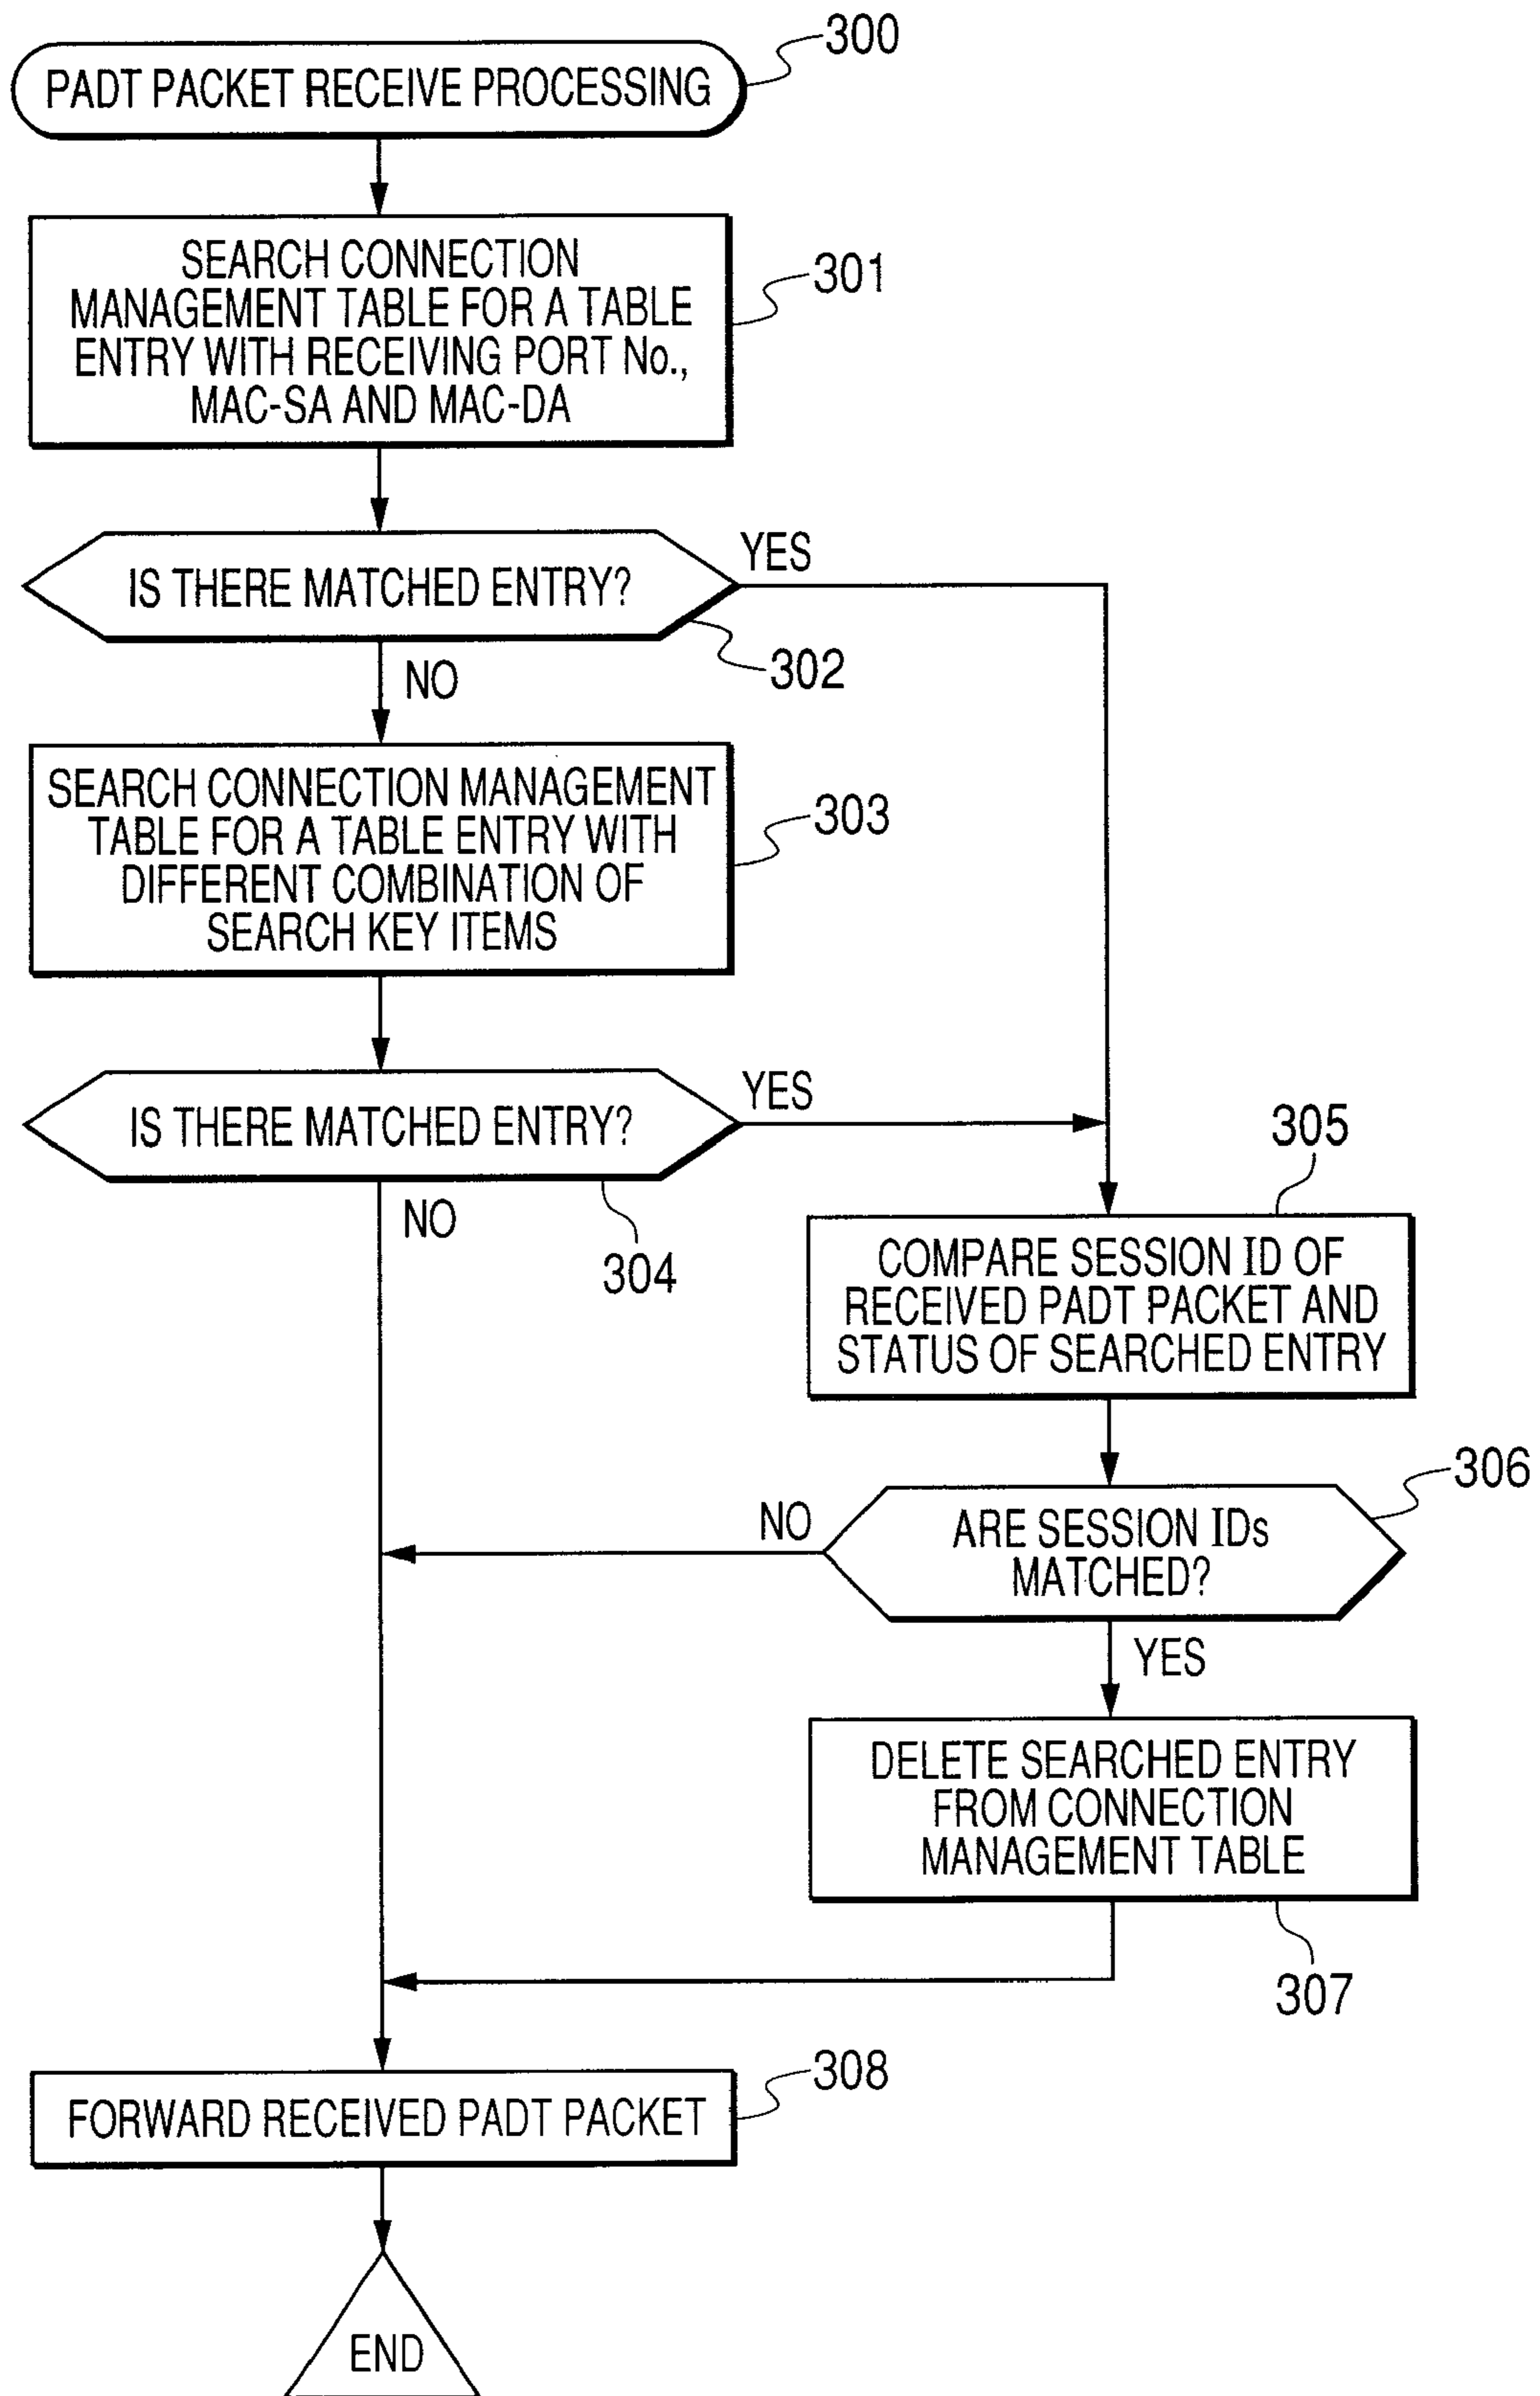 300
PADT PACKET RECEIVE PROCESSING
SEARCH CONNECTION
MANAGEMENT TABLE FOR A TABLE
ENTRY WITH RECEIVING PORT No.,
MAC-SA AND MAC-DA
301
YES
IS THERE MATCHED ENTRY?
302
NO
SEARCH CONNECTION MANAGEMENT
TABLE FOR A TABLE ENTRY WITH
DIFFERENT COMBINATION OF
SEARCH KEY ITEMS
303
YES
IS THERE MATCHED ENTRY?
304
NO
305
COMPARE SESSION ID OF
RECEIVED PADT PACKET AND
STATUS OF SEARCHED ENTRY
306
NO
ARE SESSION IDs
MATCHED?
YES
DELETE SEARCHED ENTRY
FROM CONNECTION
MANAGEMENT TABLE
307
308
FORWARD RECEIVED PADT PACKET
END